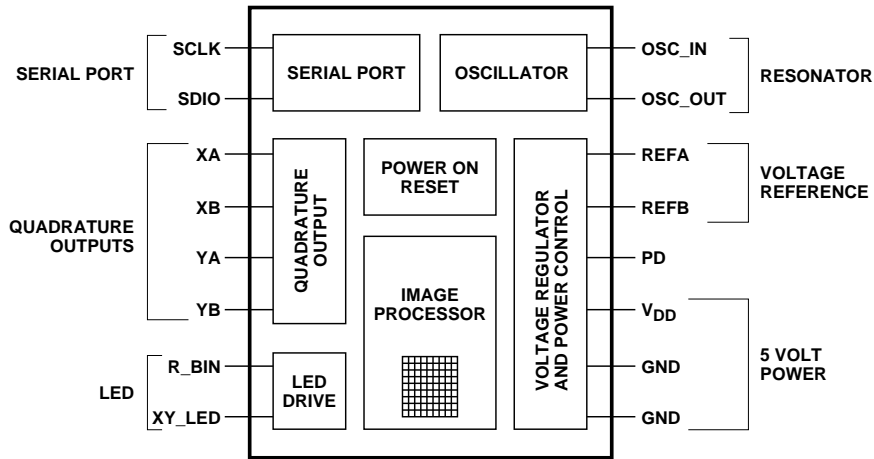 SERIAL PORT
SCLK
SDIO
SERIAL PORT
OSCILLATOR
OSC_IN
OSC_OUT
RESONATOR
QUADRATURE
OUTPUTS
XA
XB
YA
YB
QUADRATURE
OUTPUT
POWER ON
RESET
IMAGE
PROCESSOR
VOLTAGE REGULATOR
AND POWER CONTROL
REFA
REFB
PD
VDD
GND
GND
VOLTAGE
REFERENCE
5 VOLT
POWER
LED
R_BIN
XY_LED
LED
DRIVE